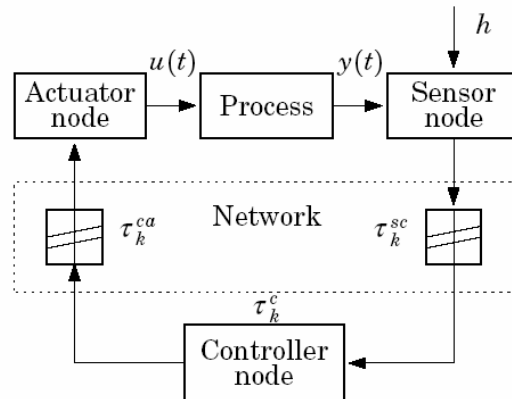 h
u(t)
y(t)
Actuator
node
Process
Sensor
node
τ_k^{ca}
Network
τ_k^{sc}
τ_k^{c}
Controller
node